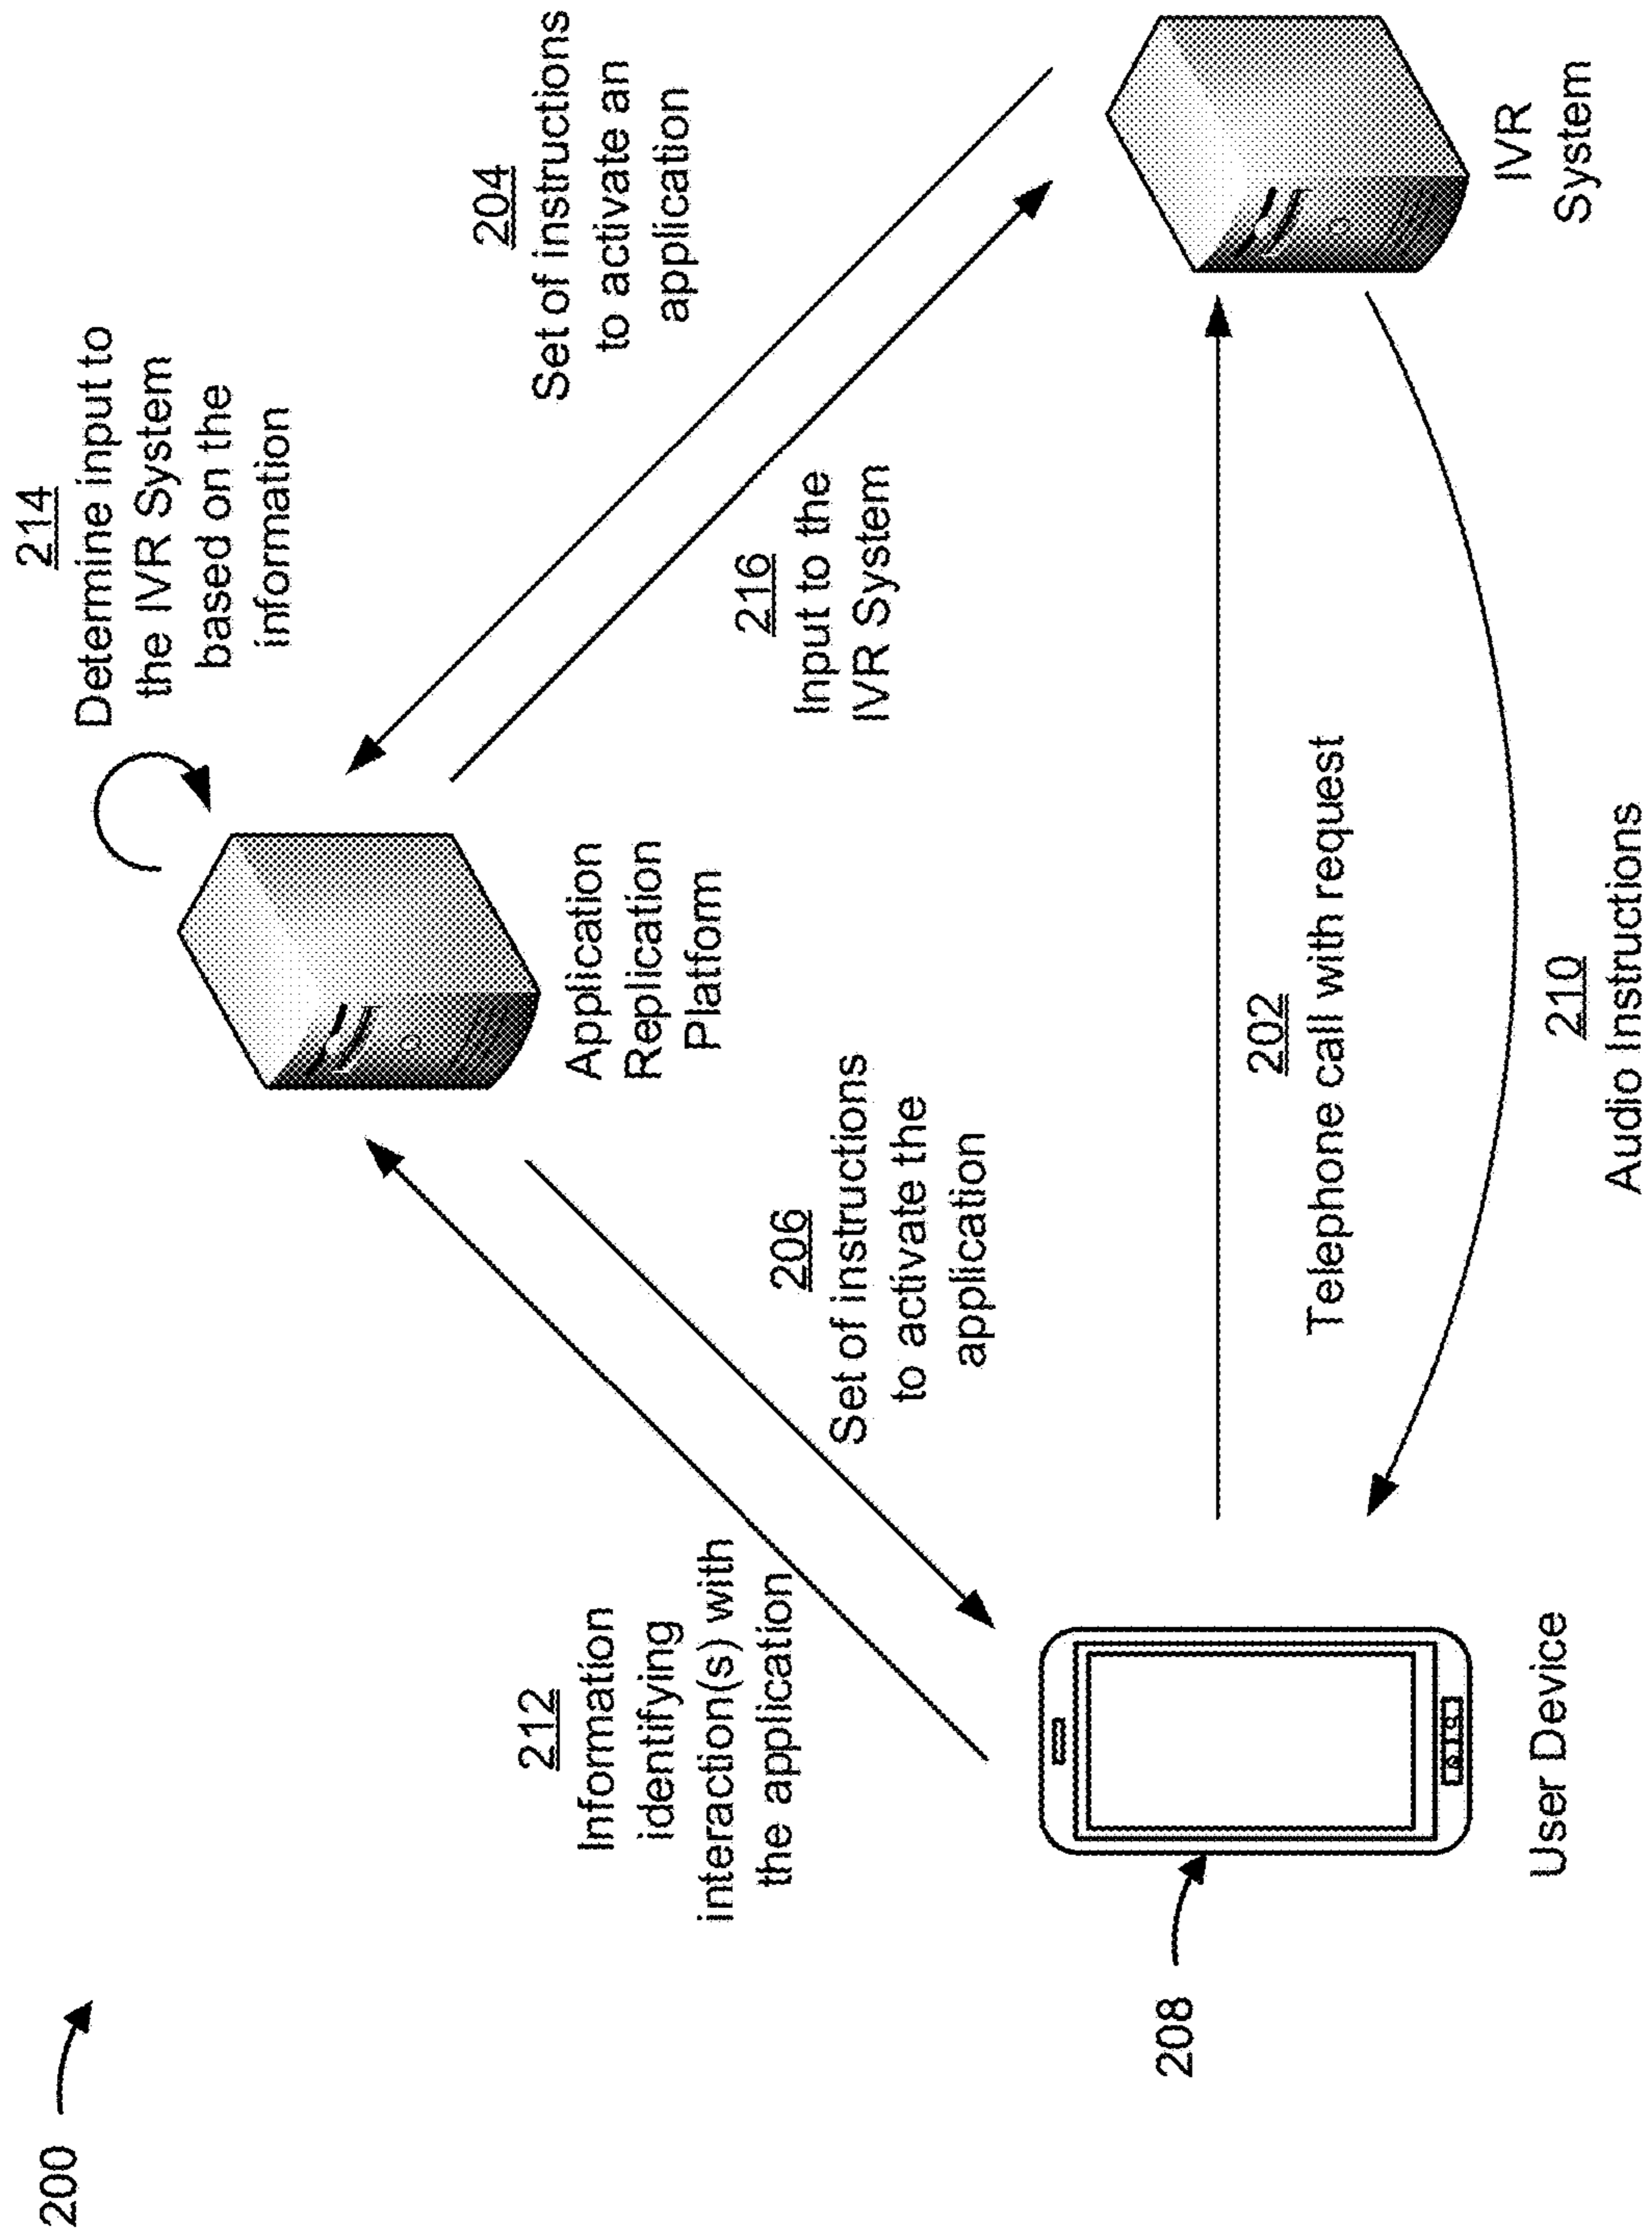 200
214
Determine input to
the IVR System
based on the
information
204
Set of instructions
to activate an
application
212
Information
identifying
interaction(s) with
the application
Application
Replication
Platform
206
Set of instructions
to activate the
application
216
Input to the
IVR System
208
202
Telephone call with request
User Device
210
Audio Instructions
IVR
System